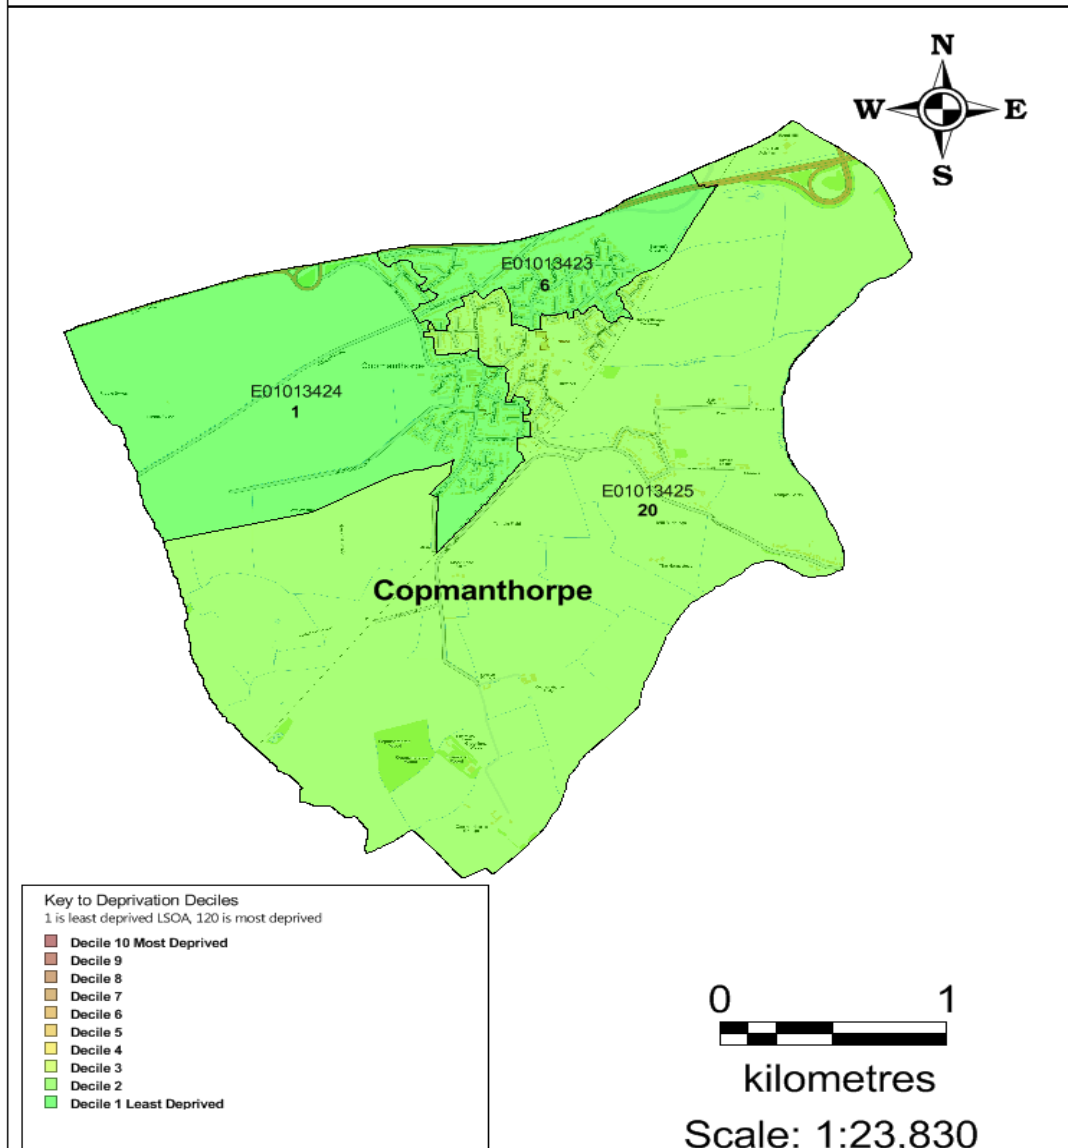 N
W E
S
E01013423
6
Copmanthorpe
E01013424
1
E01013425
20
Copmanthorpe
Key to Deprivation Deciles
1 is least deprived LSOA, 120 is most deprived
Decile 10 Most Deprived
Decile 9
Decile 8
Decile 7
Decile 6
Decile 5
Decile 4
Decile 3
Decile 2
Decile 1 Least Deprived
0 1
kilometres
Scale: 1:23,830